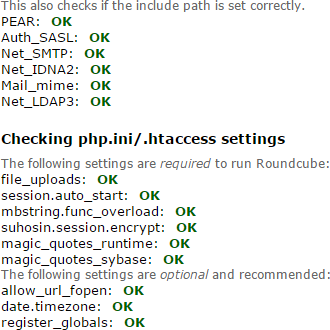 This also checks if the include path is set correctly.
PEAR: OK
Auth_SASL: OK
Net_SMTP: OK
Net_IDNA2: OK
Mail_mime: OK
Net_LDAP3: OK
Checking php.ini/.htaccess settings
The following settings are required to run Roundcube:
file_uploads: OK
session.auto_start: OK
mbstring.func_overload: OK
suhosin.session.encrypt: OK
magic_quotes_runtime: OK
magic_quotes_sybase: OK
The following settings are optional and recommended:
allow_url_fopen: OK
date.timezone: OK
register_globals: OK